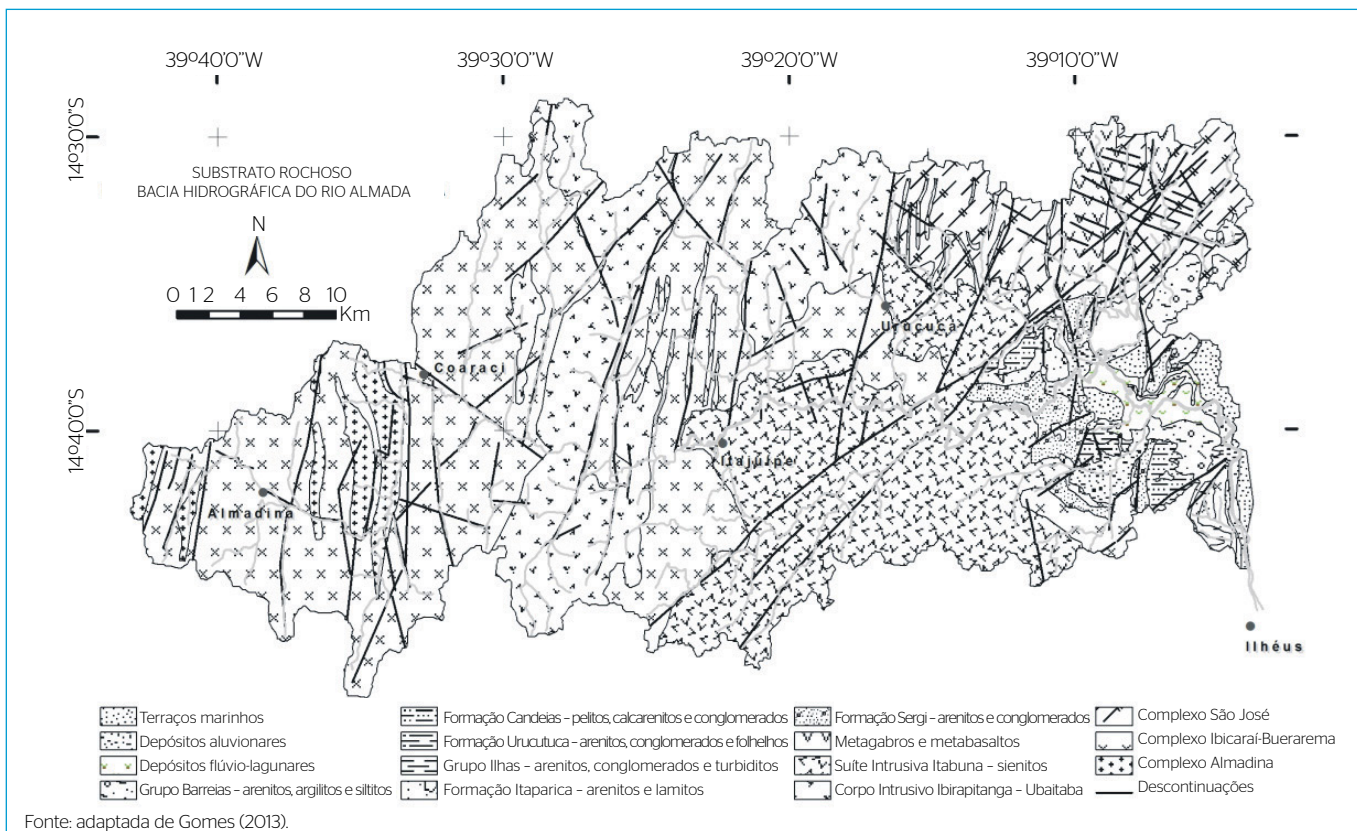 39º40'0"W 39º30'0"W 39º20'0"W 39º10'0"W
14º30'0"S
SUBSTRATO ROCHOSO
BACIA HIDROGRÁFICA DO RIO ALMADA
N
0 1 2 4 6 8 10
Km
Uruçuca
Coaraci
14º40'0"S
Itajuípe
Almadina
Ilhéus
Terraços marinhos
Depósitos aluvionares
Depósitos flúvio-lagunares
Grupo Barreias – arenitos, argilitos e siltitos
Formação Candeias – pelitos, calcarenitos e conglomerados
Formação Urucutuca – arenitos, conglomerados e folhelhos
Grupo Ilhas – arenitos, conglomerados e turbiditos
Formação Itaparica – arenitos e lamitos
Formação Sergi – arenitos e conglomerados
Metagabros e metabasaltos
Suíte Intrusiva Itabuna – sienitos
Corpo Intrusivo Ibirapitanga – Ubaitaba
Complexo São José
Complexo Ibicaraí-Buerarema
Complexo Almadina
Descontinuações
Fonte: adaptada de Gomes (2013).